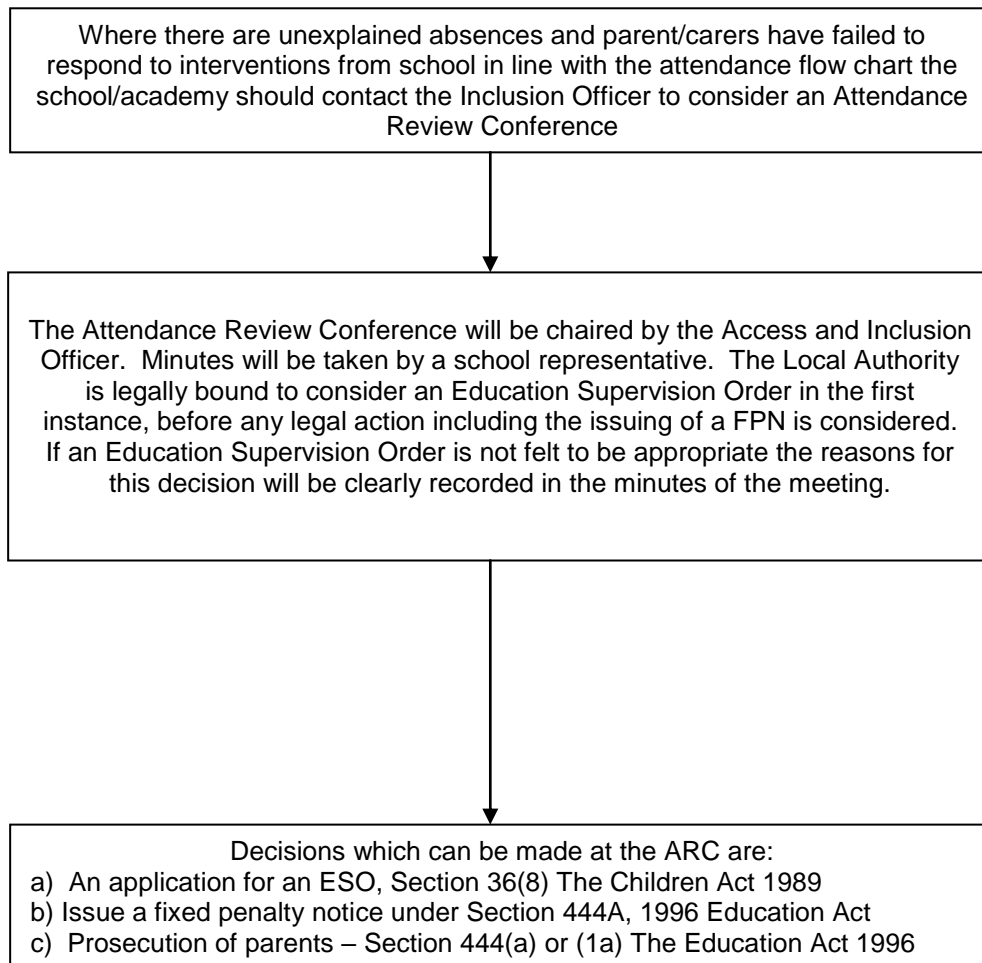 Where there are unexplained absences and parent/carers have failed to
respond to interventions from school in line with the attendance flow chart the
school/academy should contact the Inclusion Officer to consider an Attendance
Review Conference
The Attendance Review Conference will be chaired by the Access and Inclusion
Officer.  Minutes will be taken by a school representative.  The Local Authority
is legally bound to consider an Education Supervision Order in the first
instance, before any legal action including the issuing of a FPN is considered.
If an Education Supervision Order is not felt to be appropriate the reasons for
this decision will be clearly recorded in the minutes of the meeting.
Decisions which can be made at the ARC are:
a)  An application for an ESO, Section 36(8) The Children Act 1989
b) Issue a fixed penalty notice under Section 444A, 1996 Education Act
c)  Prosecution of parents – Section 444(a) or (1a) The Education Act 1996